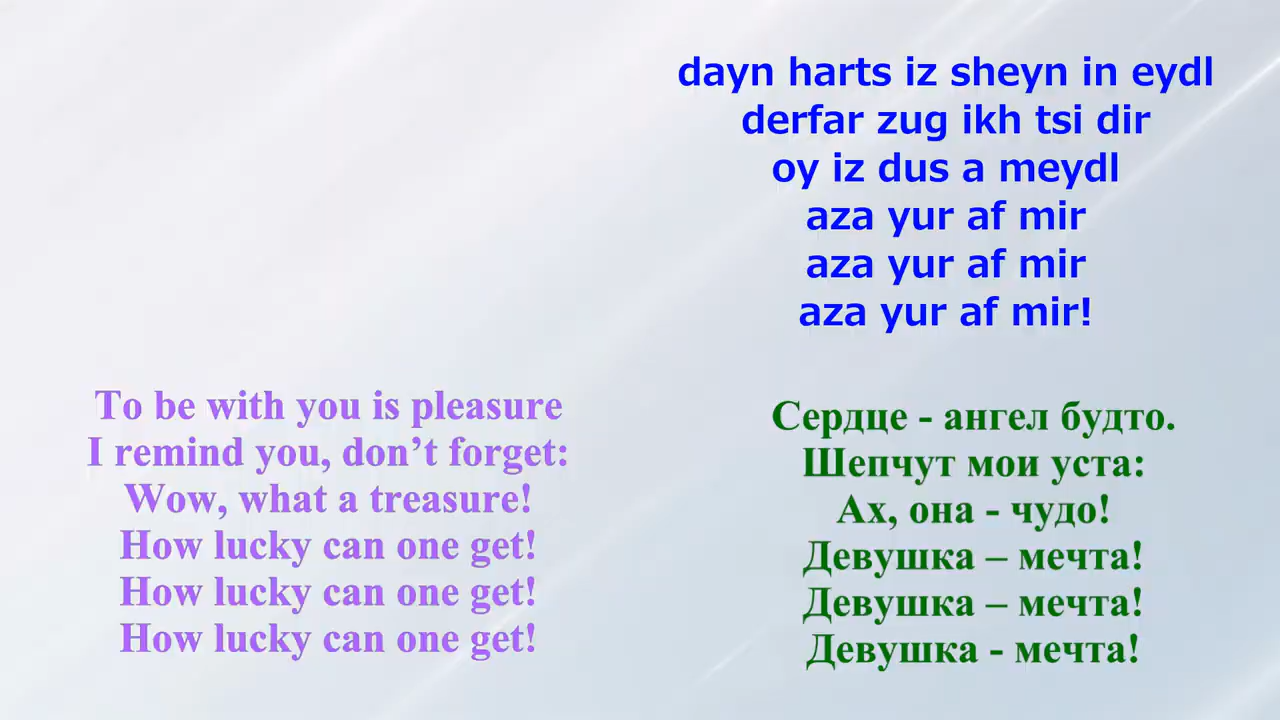 dayn harts iz sheyn in eydl
derfar zug ikh tsi dir
oy iz dus a meydl
aza yur af mir
aza yur af mir
aza yur af mir!
To be with you is pleasure
I remind you, don’t forget:
Wow, what a treasure!
How lucky can one get!
How lucky can one get!
How lucky can one get!
Сердце - ангел будто.
Шепчут мои уста:
Ах, она - чудо!
Девушка – мечта!
Девушка – мечта!
Девушка - мечта!